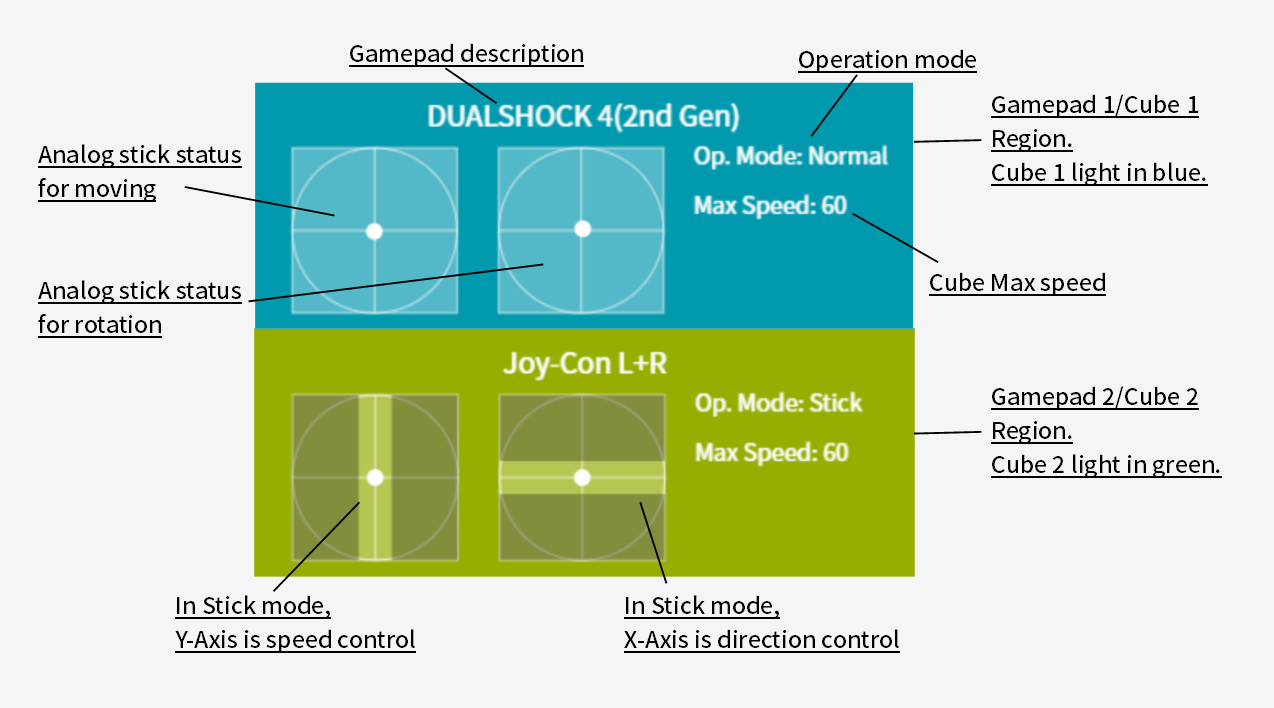 Gamepad description
Operation mode
DUALSHOCK 4(2nd Gen)
Gamepad 1/Cube 1
Region.
Cube 1 light in blue.
Analog stick status
for moving
Op. Mode: Normal
Max Speed: 60
Cube Max speed
Analog stick status
for rotation
Joy-Con L+R
Op. Mode: Stick
Max Speed: 60
Gamepad 2/Cube 2
Region.
Cube 2 light in green.
In Stick mode,
Y-Axis is speed control
In Stick mode,
X-Axis is direction control